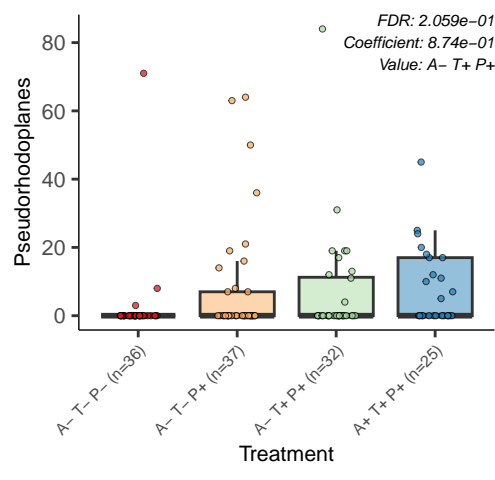 FDR: 2.059e−01
Coefficient: 8.74e−01
Value: A− T+ P+
Pseudorhodoplanes
80
60
40
20
0
A− T− P− (n=36)
A− T− P+ (n=37)
A− T+ P+ (n=32)
A+ T+ P+ (n=25)
Treatment